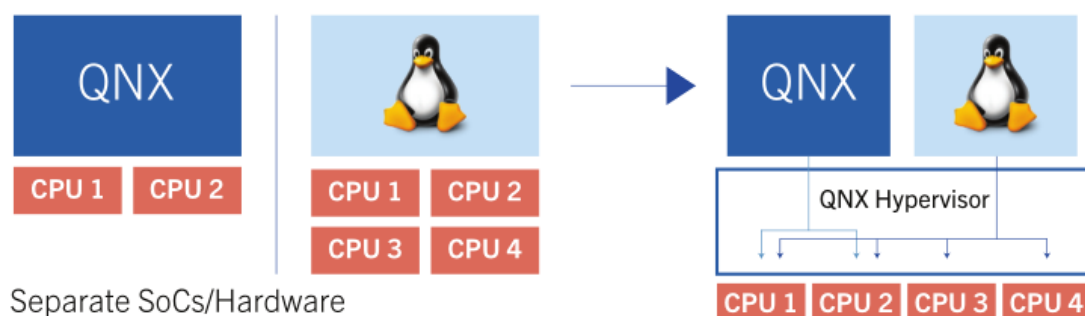 QNX
CPU 1 CPU 2
CPU 1 CPU 2
CPU 3 CPU 4
Separate SoCs/Hardware
QNX
QNX Hypervisor
CPU 1 CPU 2 CPU 3 CPU 4